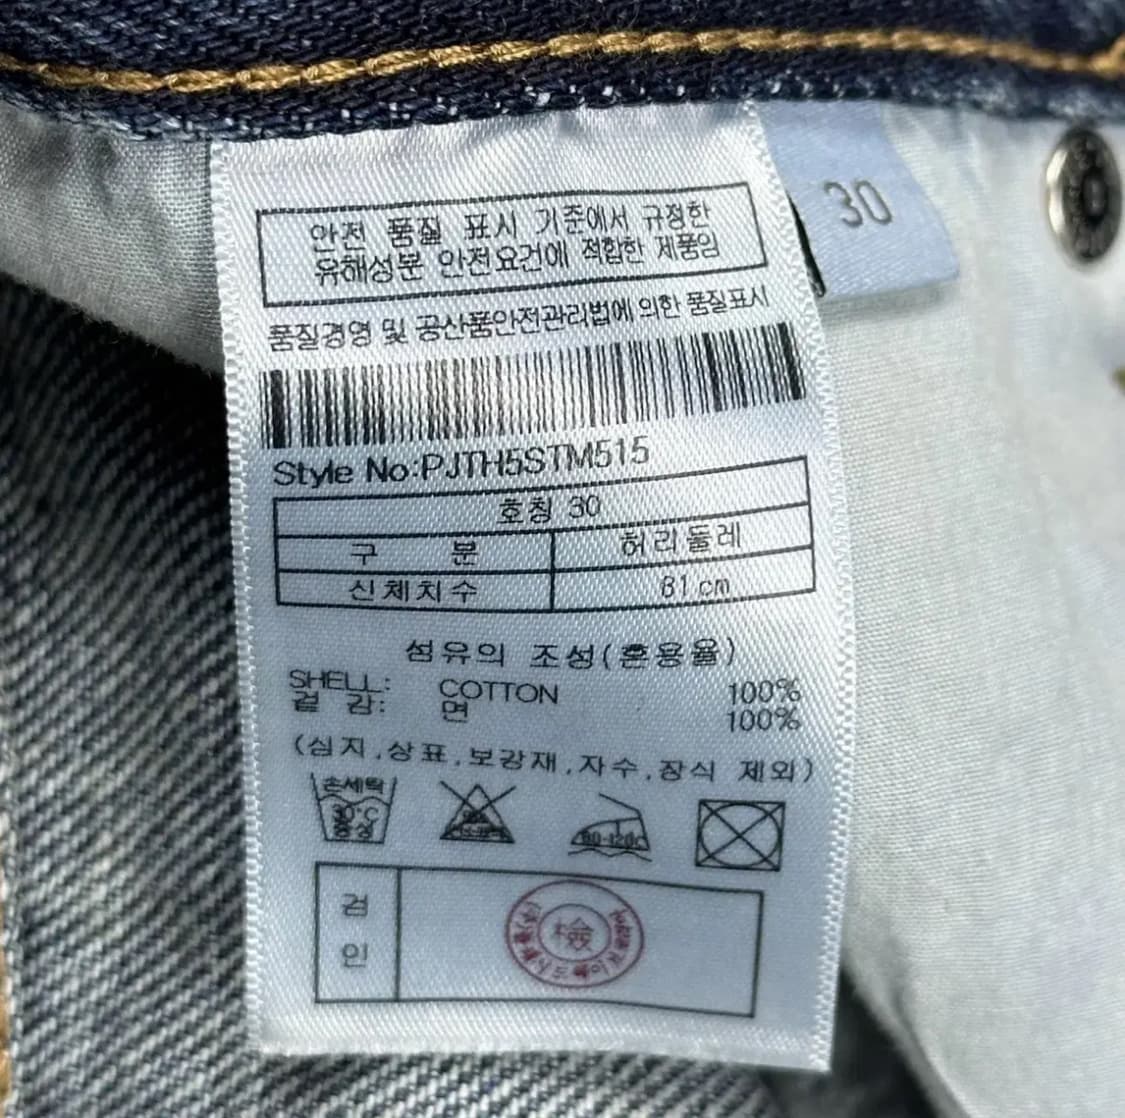 30
안전 품질 표시 기준에서 규정한
유해성분 안전요건에 적합한 제품임
품질경영 및 공산품안전관리법에 의한 품질표시
Style No:PJTH5STM515
호칭 30
구 분 허리둘레
신체치수 81cm
섬유의 조성(혼용율)
SHELL: COTTON 100%
겉 감: 면 100%
(심지,상표,보강재,자수,장식 제외)
손세탁
30°C
중성
80-120C
검
인
檢